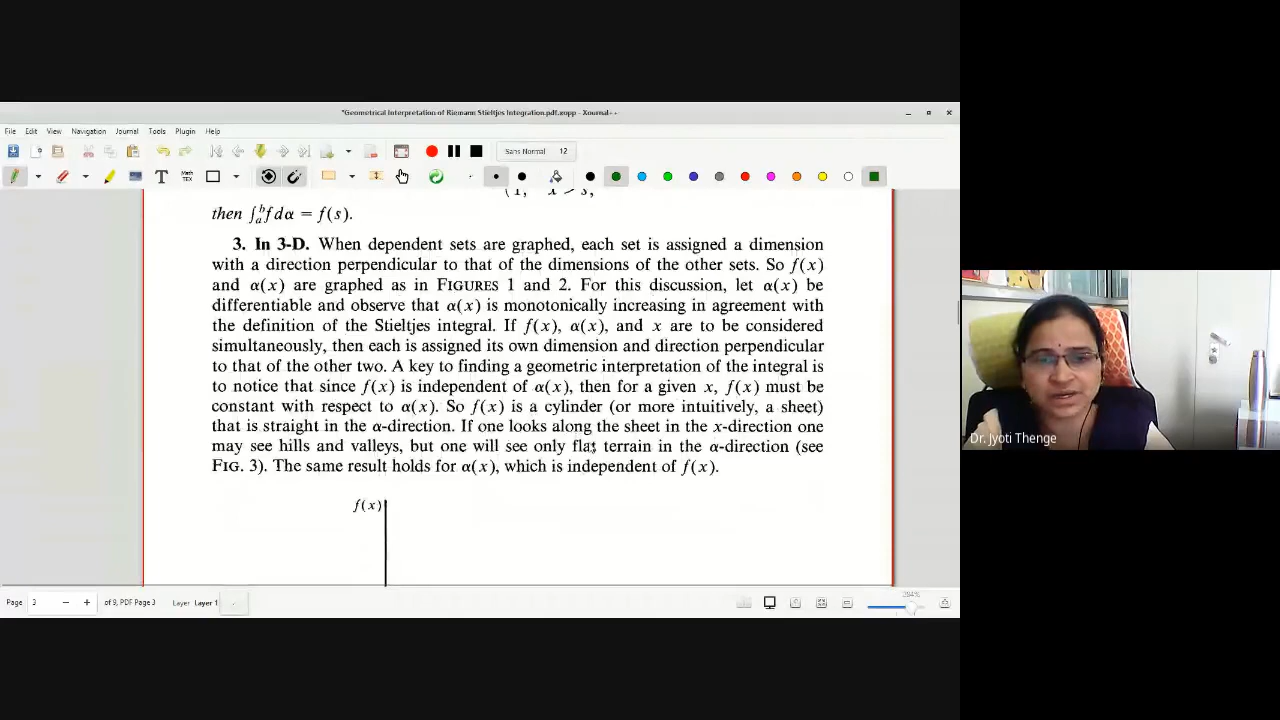 *Geometrical Interpretation of Riemann Stieltjes Integration.pdf.xopp - Xournal++
File Edit View Navigation Journal Tools Plugin Help
Sans Normal 12
then ∫ₐᵇ f dα = f(s).
3. In 3-D. When dependent sets are graphed, each set is assigned a dimension
with a direction perpendicular to that of the dimensions of the other sets. So f(x)
and α(x) are graphed as in FIGURES 1 and 2. For this discussion, let α(x) be
differentiable and observe that α(x) is monotonically increasing in agreement with
the definition of the Stieltjes integral. If f(x), α(x), and x are to be considered
simultaneously, then each is assigned its own dimension and direction perpendicular
to that of the other two. A key to finding a geometric interpretation of the integral is
to notice that since f(x) is independent of α(x), then for a given x, f(x) must be
constant with respect to α(x). So f(x) is a cylinder (or more intuitively, a sheet)
that is straight in the α-direction. If one looks along the sheet in the x-direction one
may see hills and valleys, but one will see only flat terrain in the α-direction (see
FIG. 3). The same result holds for α(x), which is independent of f(x).
f(x)
Page 3 of 9, PDF Page 3 Layer Layer 1
Dr. Jyoti Thenge